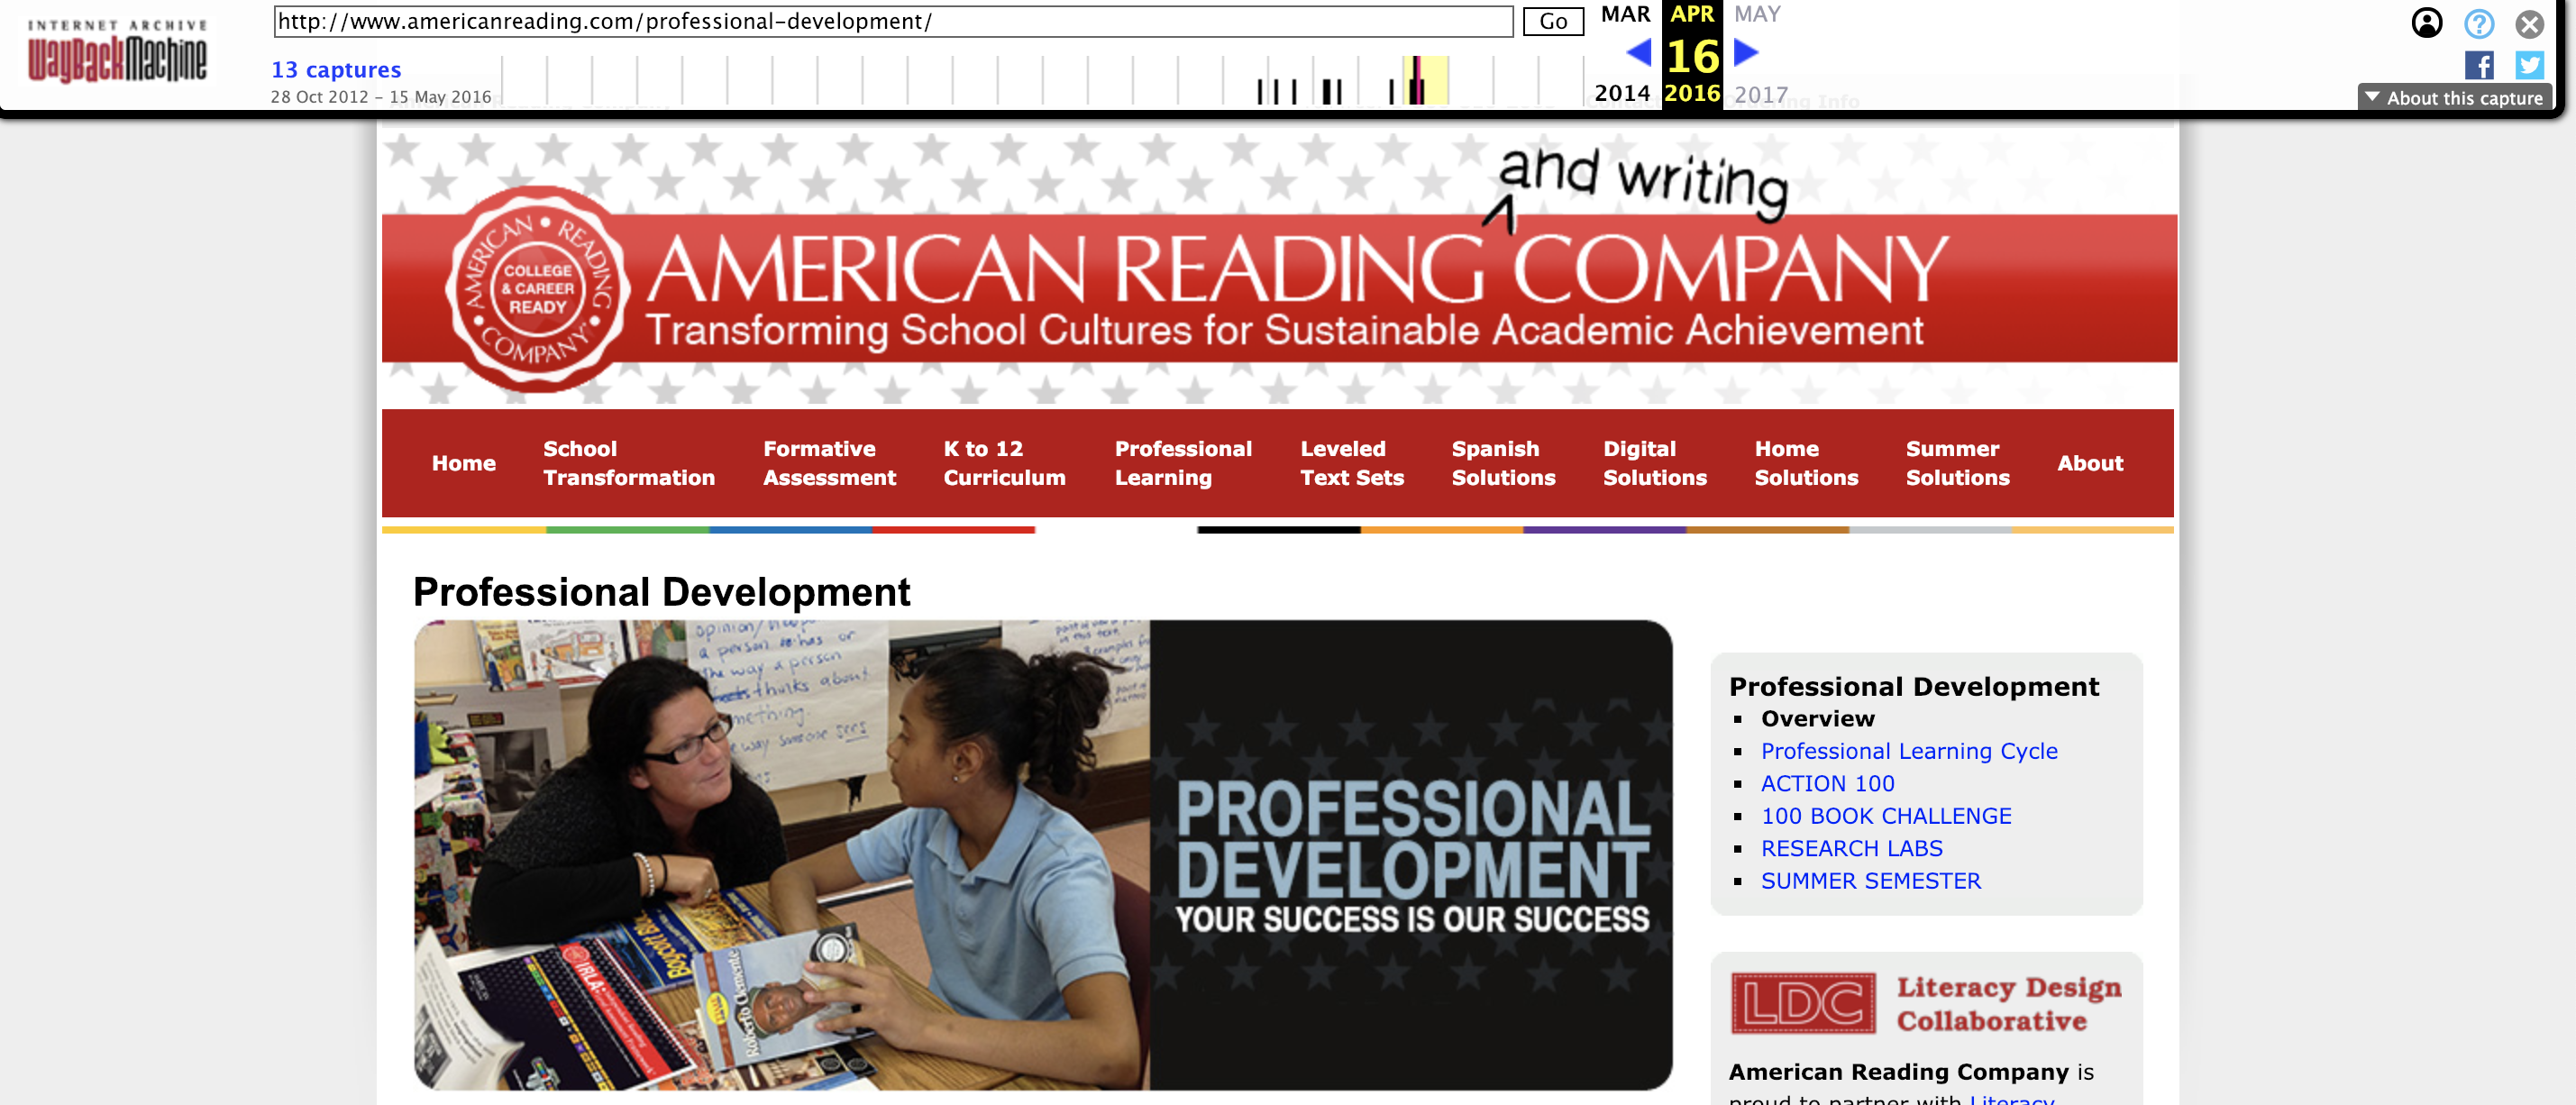 INTERNET ARCHIVE
WayBackMachine
http://www.americanreading.com/professional-development/
Go
MAR
APR
MAY
16
13 captures
28 Oct 2012 – 15 May 2016
2014
2016
2017
About this capture
and writing
AMERICAN READING COMPANY
Transforming School Cultures for Sustainable Academic Achievement
AMERICAN • READING • COMPANY
COLLEGE
& CAREER
READY
Home
School
Transformation
Formative
Assessment
K to 12
Curriculum
Professional
Learning
Leveled
Text Sets
Spanish
Solutions
Digital
Solutions
Home
Solutions
Summer
Solutions
About
Professional Development
a person has or
the way a person
thinks about
mething.
e way someone sees
IRLA:
Boycott
Roberto Clemente
PROFESSIONAL
DEVELOPMENT
YOUR SUCCESS IS OUR SUCCESS
Professional Development
Overview
Professional Learning Cycle
ACTION 100
100 BOOK CHALLENGE
RESEARCH LABS
SUMMER SEMESTER
LDC
Literacy Design
Collaborative
American Reading Company is
proud to partner with Literacy